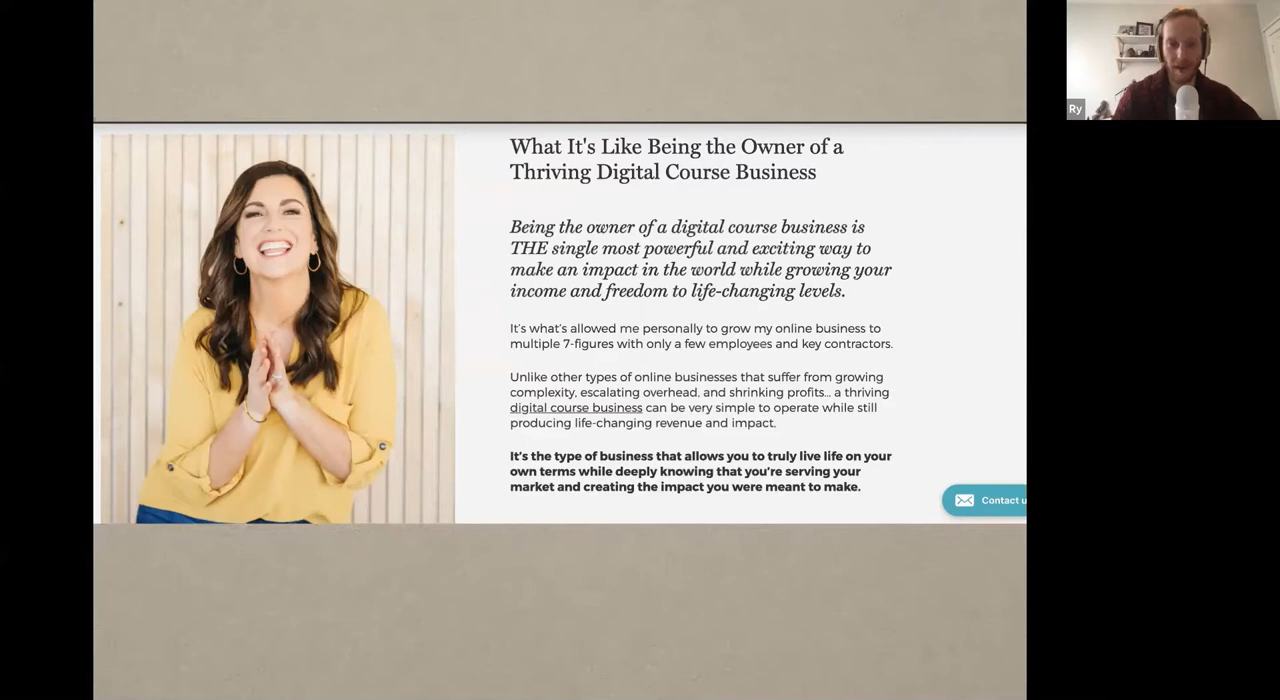 What It's Like Being the Owner of a
Thriving Digital Course Business
Being the owner of a digital course business is
THE single most powerful and exciting way to
make an impact in the world while growing your
income and freedom to life-changing levels.
It's what's allowed me personally to grow my online business to
multiple 7-figures with only a few employees and key contractors.
Unlike other types of online businesses that suffer from growing
complexity, escalating overhead, and shrinking profits... a thriving
digital course business can be very simple to operate while still
producing life-changing revenue and impact.
It's the type of business that allows you to truly live life on your
own terms while deeply knowing that you're serving your
market and creating the impact you were meant to make.
Contact u
Ry